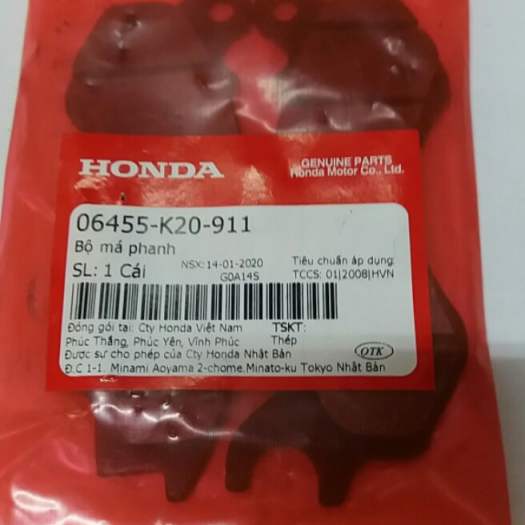 HONDA
GENUINE PARTS
Honda Motor Co., Ltd.
06455-K20-911
Bộ má phanh
SL: 1 Cái
NSX:14-01-2020
G0A14S
Tiêu chuẩn áp dụng:
TCCS: 01|2008|HVN
Đóng gói tại: Cty Honda Việt Nam
TSKT:
Phúc Thắng, Phúc Yên, Vĩnh Phúc
Thép
Được sự cho phép của Cty Honda Nhật Bản
OTK
Đ.C 1-1, Minami Aoyama 2-chome,Minato-ku Tokyo Nhật Bản